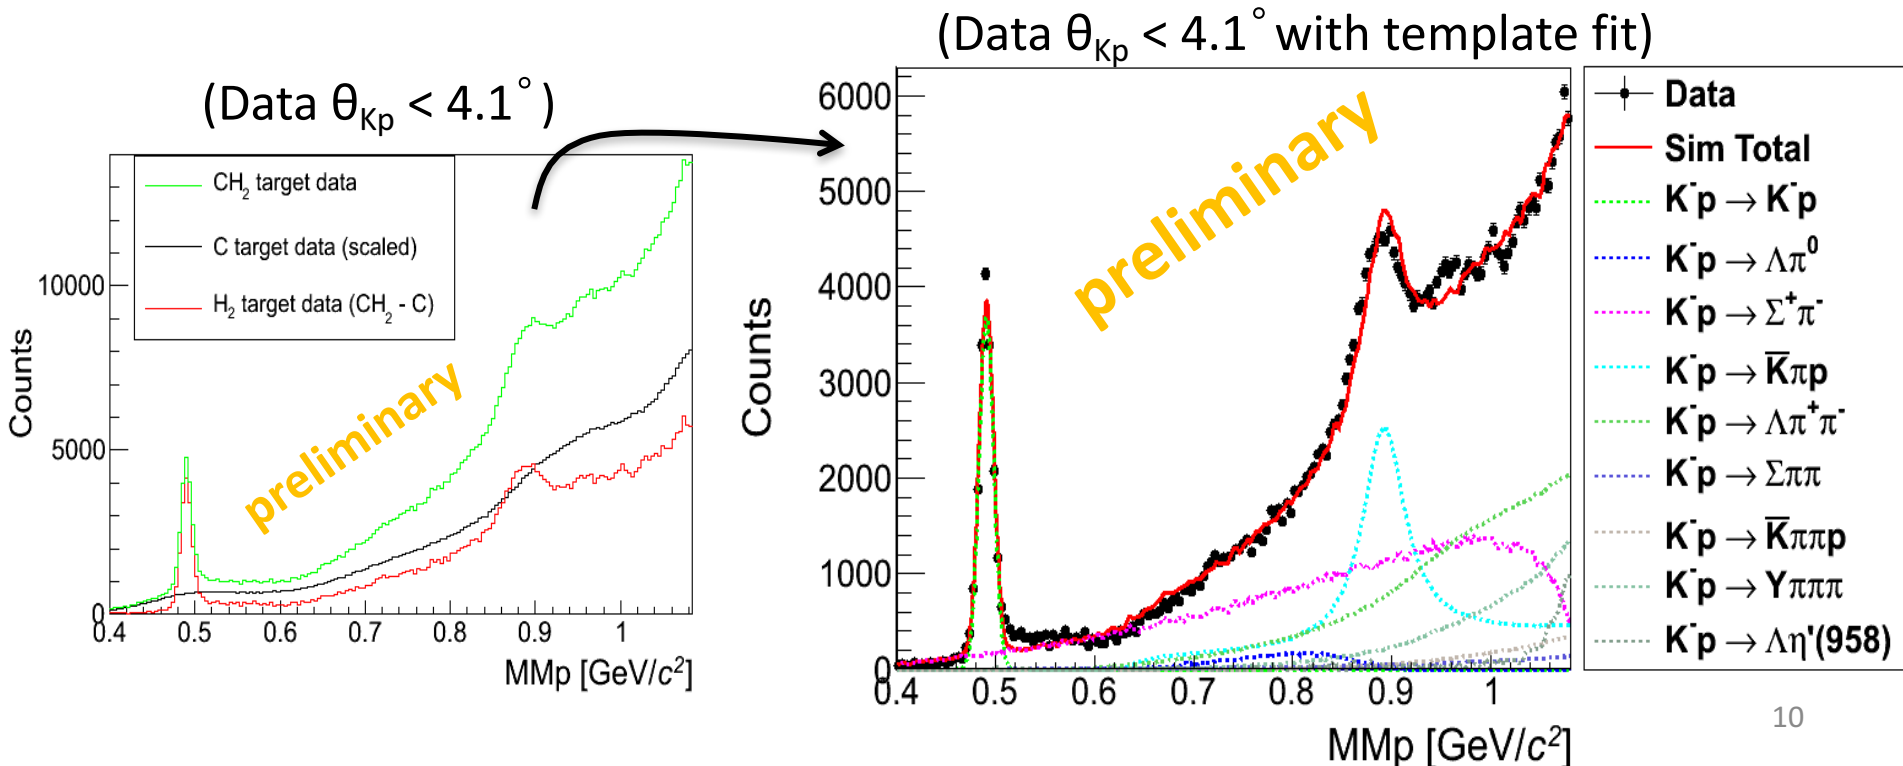 (Data θKp < 4.1°)
CH2 target data
C target data (scaled)
H2 target data (CH2 - C)
preliminary
Counts
10000
5000
0
0.4 0.5 0.6 0.7 0.8 0.9 1
MMp [GeV/c²]
(Data θKp < 4.1° with template fit)
preliminary
Counts
6000
5000
4000
3000
2000
1000
0
0.4 0.5 0.6 0.7 0.8 0.9 1
MMp [GeV/c²]
Data
Sim Total
K⁻p → K⁻p
K⁻p → Λπ⁰
K⁻p → Σ⁺π⁻
K⁻p → K̅πp
K⁻p → Λπ⁺π⁻
K⁻p → Σππ
K⁻p → K̅ππp
K⁻p → Yπππ
K⁻p → Λη'(958)
10